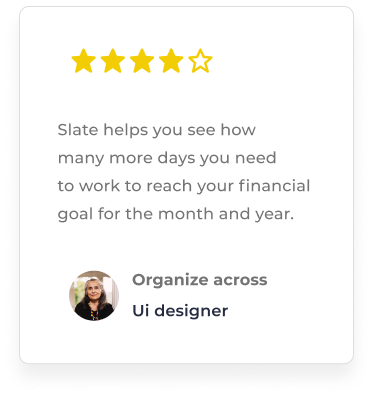 Slate helps you see how
many more days you need
to work to reach your financial
goal for the month and year.
Organize across
Ui designer